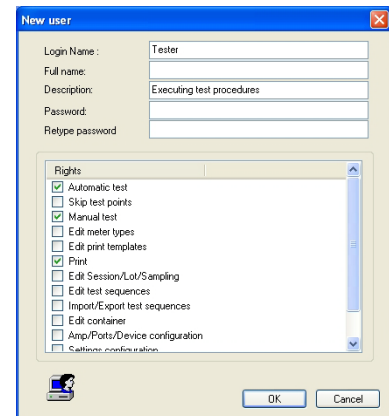 New user
Login Name : Tester
Full name:
Description: Executing test procedures
Password:
Retype password
Rights
Automatic test
Skip test points
Manual test
Edit meter types
Edit print templates
Print
Edit Session/Lot/Sampling
Edit test sequences
Import/Export test sequences
Edit container
Amp/Ports/Device configuration
Settings configuration
OK Cancel